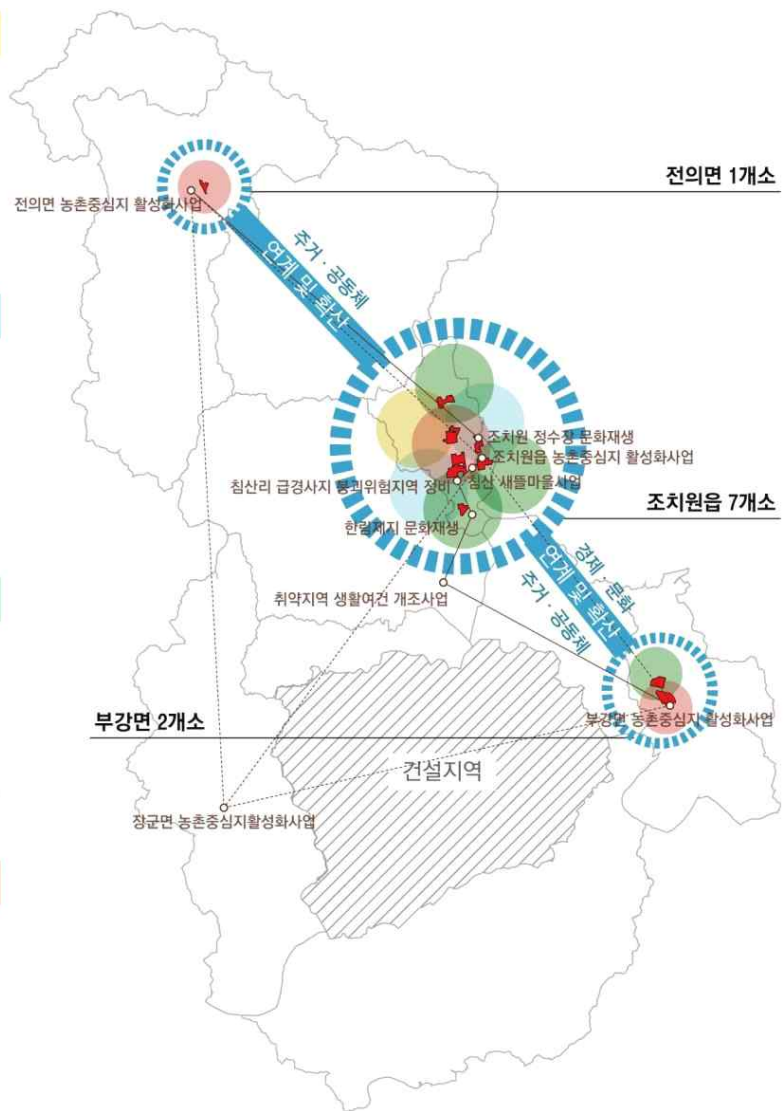 전의면 1개소
전의면 농촌중심지 활성화사업
주거 · 공동체
연계 및 확산
조치원 정수장 문화재생
조치원읍 농촌중심지 활성화사업
침산리 급경사지 붕괴위험지역 정비
침산 새뜰마을사업
조치원읍 7개소
한림제지 문화재생
경제 · 문화
연계 및 확산
주거 · 공동체
취약지역 생활여건 개조사업
부강면 2개소
부강면 농촌중심지 활성화사업
건설지역
장군면 농촌중심지활성화사업